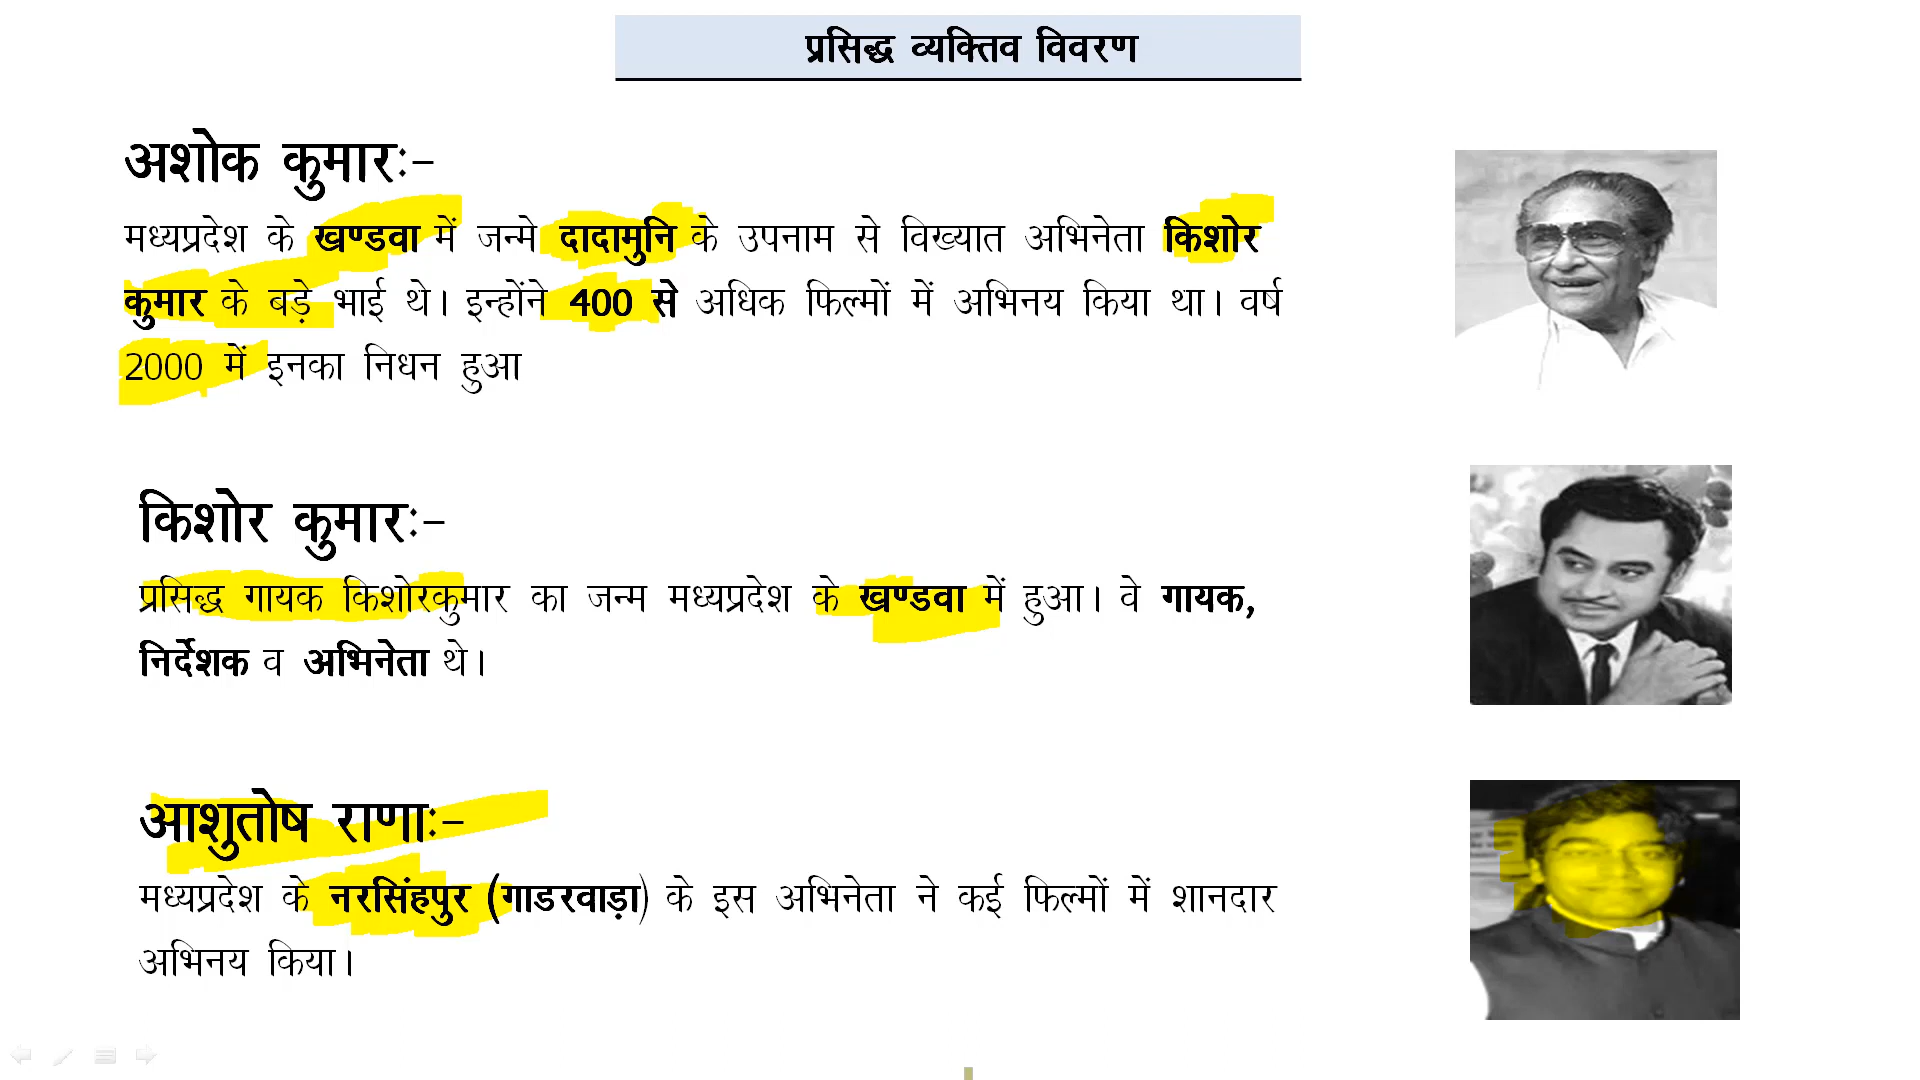 प्रसिद्ध व्यक्तिव विवरण
अशोक कुमारः-
मध्यप्रदेश के खण्डवा में जन्मे दादामुनि के उपनाम से विख्यात अभिनेता किशोर
कुमार के बड़े भाई थे। इन्होंने 400 से अधिक फिल्मों में अभिनय किया था। वर्ष
2000 में इनका निधन हुआ
किशोर कुमारः-
प्रसिद्ध गायक किशोरकुमार का जन्म मध्यप्रदेश के खण्डवा में हुआ। वे गायक,
निर्देशक व अभिनेता थे।
आशुतोष राणाः-
मध्यप्रदेश के नरसिंहपुर (गाडरवाड़ा) के इस अभिनेता ने कई फिल्मों में शानदार
अभिनय किया।